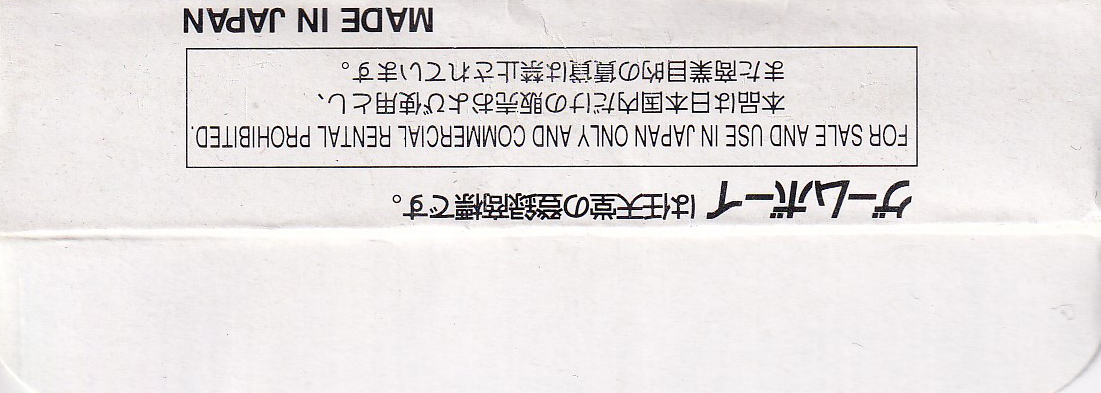 ゲームボーイは任天堂の登録商標です。
FOR SALE AND USE IN JAPAN ONLY AND COMMERCIAL RENTAL PROHIBITED.
本品は日本国内だけの販売および使用とし、
また商業目的の賃貸は禁止されています。
MADE IN JAPAN